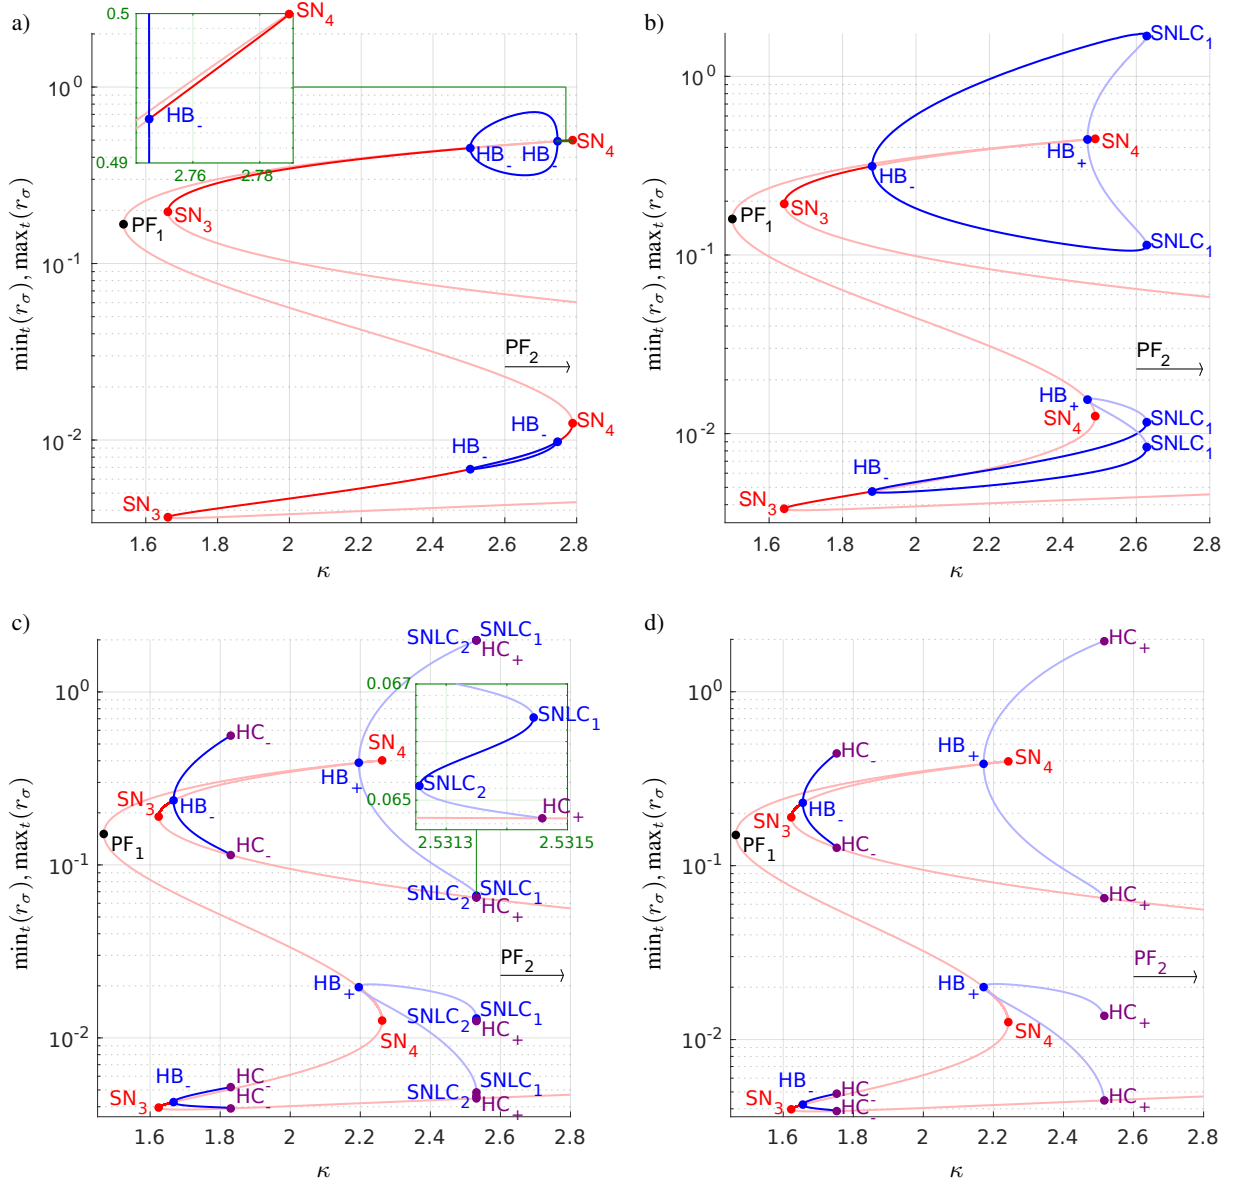 a)
0.5
SN4
HB-
0.49
2.76
2.78
10^0
10^-1
10^-2
HB-
HB-
SN4
SN3
PF1
PF2
SN4
HB-
HB-
SN3
1.6
1.8
2
2.2
2.4
2.6
2.8
κ
min_t(r_σ), max_t(r_σ)
b)
SNLC1
10^0
10^-1
10^-2
SN4
HB+
HB-
SN3
PF1
SNLC1
PF2
HB+
SN4
SNLC1
SNLC1
HB-
SN3
1.6
1.8
2
2.2
2.4
2.6
2.8
κ
min_t(r_σ), max_t(r_σ)
c)
SNLC2
SNLC1
HC+
10^0
10^-1
10^-2
0.067
SNLC1
SNLC2
0.065
HC+
2.53113
2.53115
HC-
SN4
HB+
SN3
HB-
PF1
HC-
SNLC2
SNLC1
HC+
PF2
HB+
SNLC2
SNLC1
HC+
SN4
HB-
HC-
HC-
SN3
SNLC2
SNLC1
HC+
1.6
1.8
2
2.2
2.4
2.6
2.8
κ
min_t(r_σ), max_t(r_σ)
d)
HC+
10^0
10^-1
10^-2
HC-
HB+
SN4
HB-
SN3
PF1
HC-
HC+
PF2
HB+
HC+
SN4
HB-
HC-
HC-
SN3
HC+
1.6
1.8
2
2.2
2.4
2.6
2.8
κ
min_t(r_σ), max_t(r_σ)